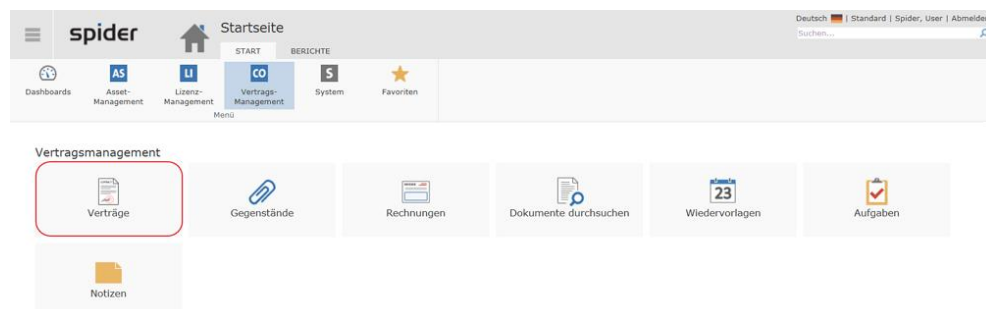 Deutsch | Standard | Spider, User | Abmelden
spider
Startseite
Suchen...
START BERICHTE
AS LI CO S
Dashboards Asset- Lizenz- Vertrags- System Favoriten
Management Management Management
Menü
Vertragsmanagement
23
Verträge Gegenstände Rechnungen Dokumente durchsuchen Wiedervorlagen Aufgaben
Notizen